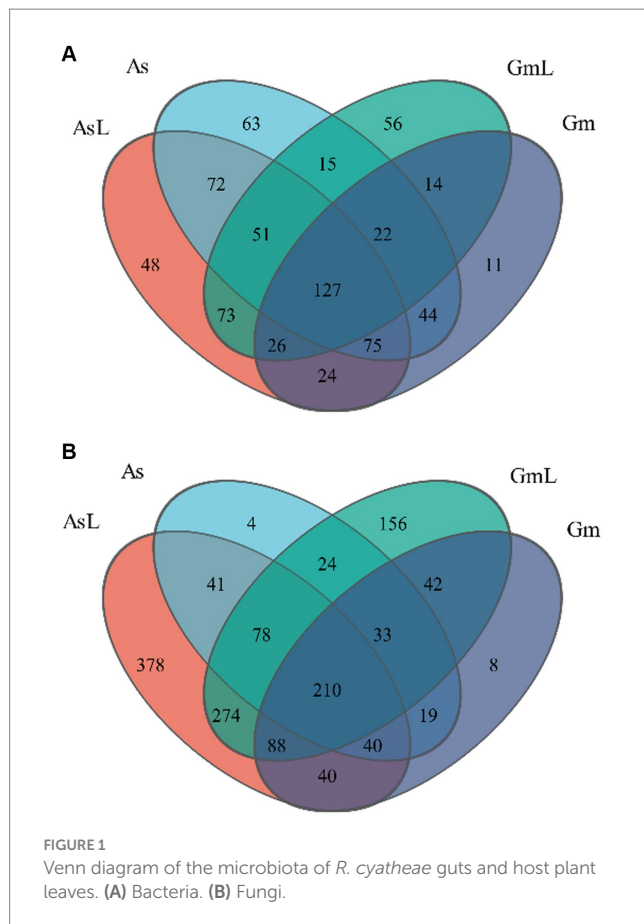 A
As
GmL
AsL
Gm
63
56
72
15
14
48
51
22
11
127
73
44
26
75
24
B
As
GmL
AsL
Gm
4
156
41
24
42
78
33
378
210
8
274
19
88
40
40
FIGURE 1
Venn diagram of the microbiota of R. cyatheae guts and host plant
leaves. (A) Bacteria. (B) Fungi.